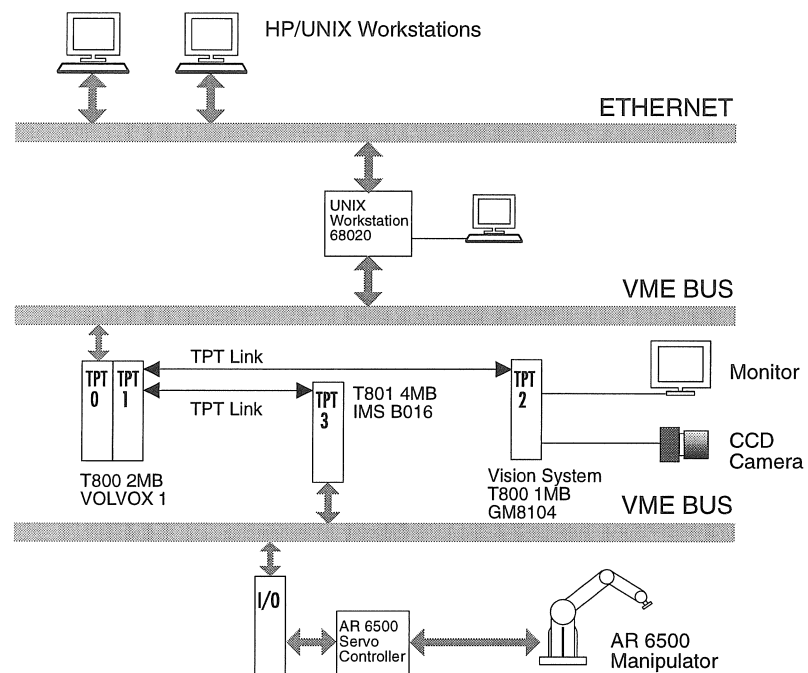 HP/UNIX Workstations
ETHERNET
UNIX
Workstation
68020
VME BUS
TPT Link
TPT
0
TPT
1
TPT
2
Monitor
TPT Link
TPT
3
T801 4MB
IMS B016
CCD
Camera
T800 2MB
VOLVOX 1
Vision System
T800 1MB
GM8104
VME BUS
I/O
AR 6500
Servo
Controller
AR 6500
Manipulator